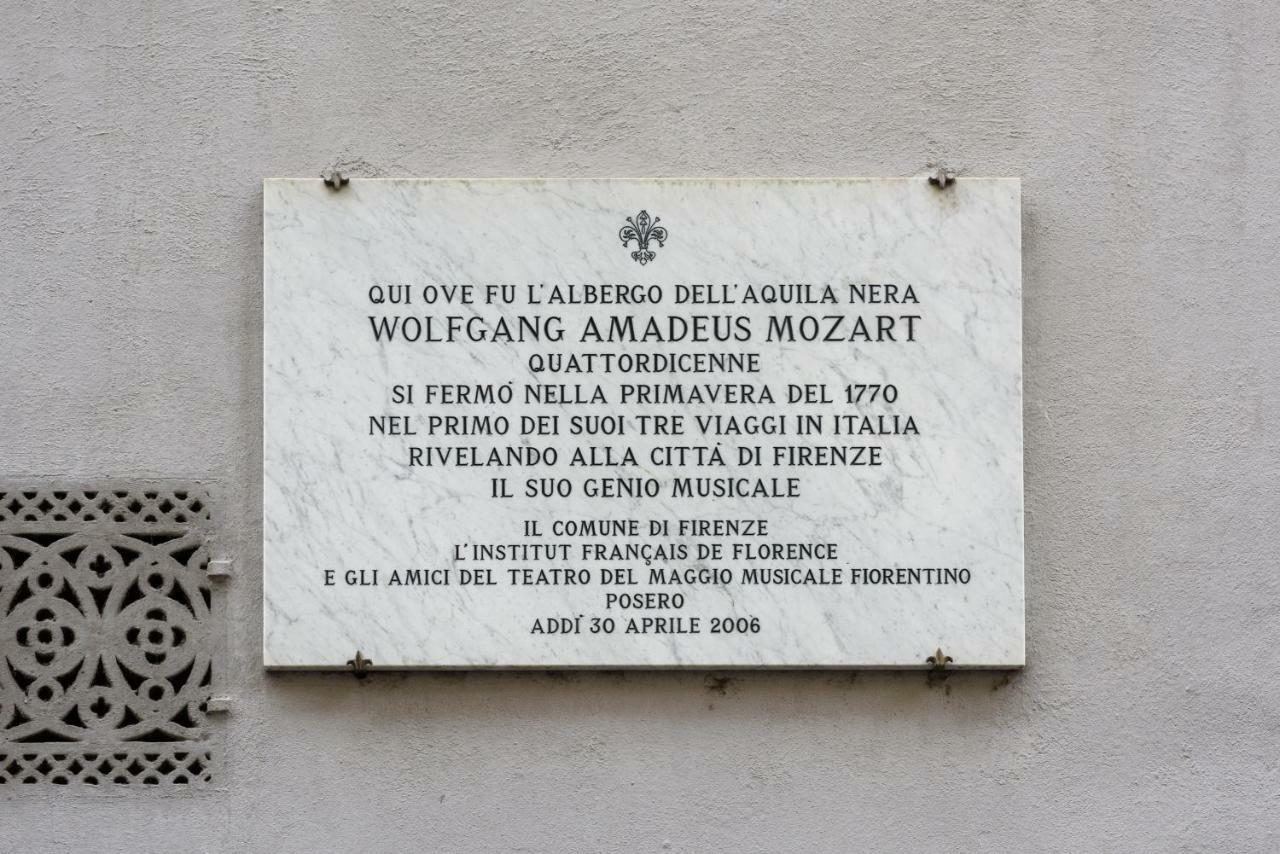 QUI OVE FU L'ALBERGO DELL'AQUILA NERA
WOLFGANG AMADEUS MOZART
QUATTORDICENNE
SI FERMÒ NELLA PRIMAVERA DEL 1770
NEL PRIMO DEI SUOI TRE VIAGGI IN ITALIA
RIVELANDO ALLA CITTÀ DI FIRENZE
IL SUO GENIO MUSICALE
IL COMUNE DI FIRENZE
L'INSTITUT FRANÇAIS DE FLORENCE
E GLI AMICI DEL TEATRO DEL MAGGIO MUSICALE FIORENTINO
POSERO
ADDÌ 30 APRILE 2006